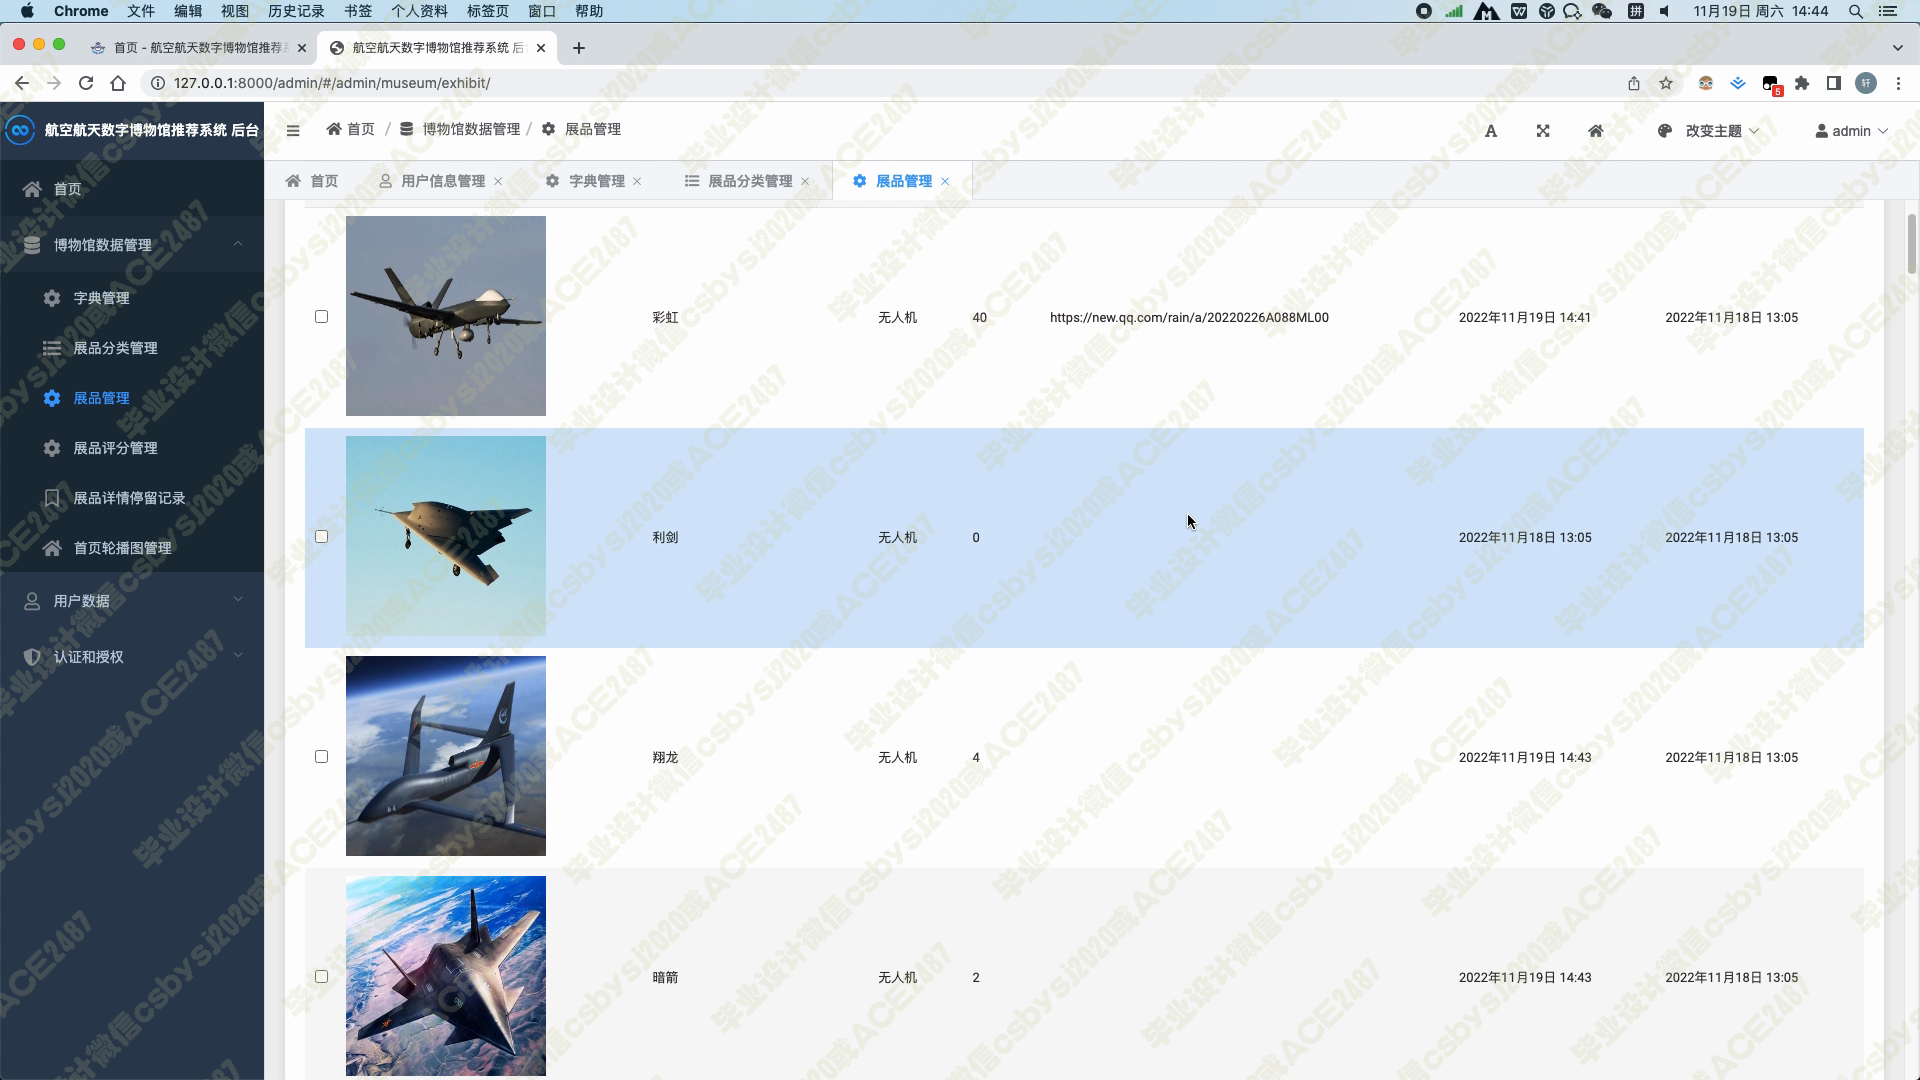 Chrome 文件 编辑 视图 历史记录 书签 个人资料 标签页 窗口 帮助 11月19日 周六 14:44
首页 - 航空航天数字博物馆推荐系 航空航天数字博物馆推荐系统 后
127.0.0.1:8000/admin/#/admin/museum/exhibit/
航空航天数字博物馆推荐系统 后台
首页 / 博物馆数据管理 / 展品管理
改变主题
admin
首页 用户信息管理 字典管理 展品分类管理 展品管理
首页
博物馆数据管理
字典管理
展品分类管理
展品管理
展品评分管理
展品详情停留记录
首页轮播图管理
用户数据
认证和授权
彩虹 无人机 40 https://new.qq.com/rain/a/20220226A088ML00 2022年11月19日 14:41 2022年11月18日 13:05
利剑 无人机 0 2022年11月18日 13:05 2022年11月18日 13:05
翔龙 无人机 4 2022年11月19日 14:43 2022年11月18日 13:05
暗箭 无人机 2 2022年11月19日 14:43 2022年11月18日 13:05
毕业设计微信csbysj2020或ACE2487